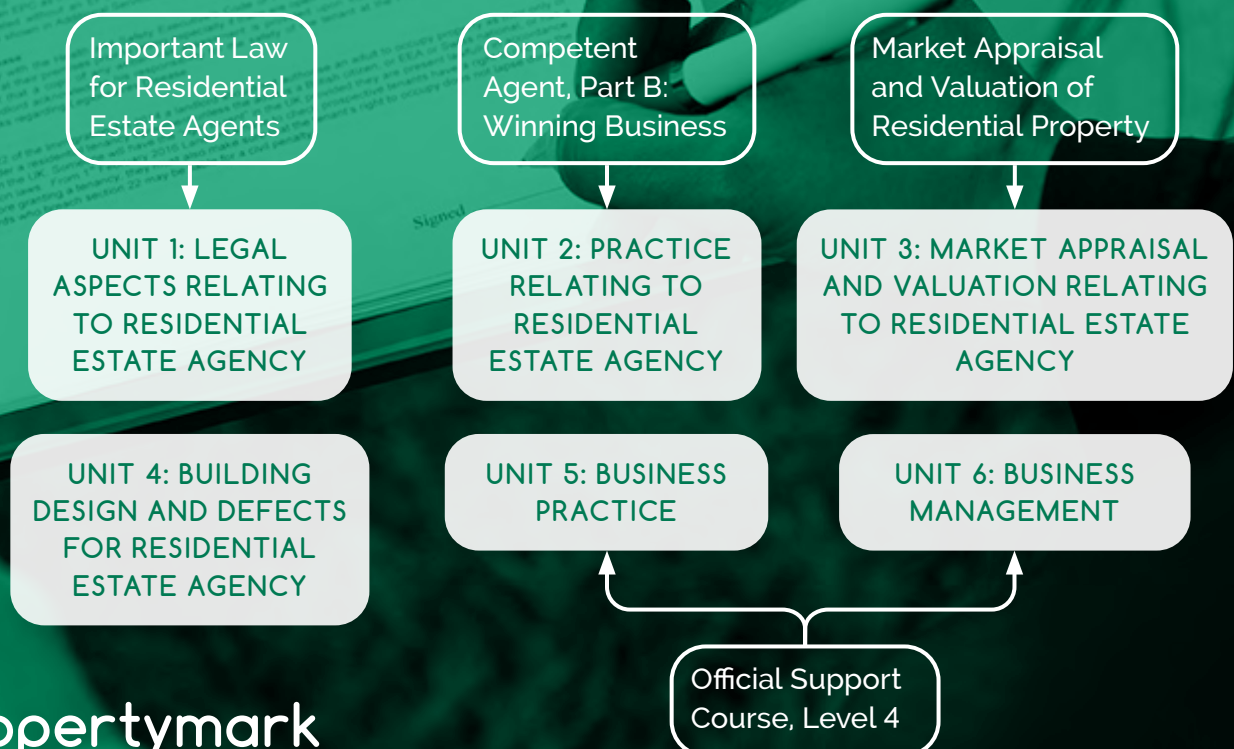 Important Law
for Residential
Estate Agents
Competent
Agent, Part B:
Winning Business
Market Appraisal
and Valuation of
Residential Property
Signed
UNIT 1: LEGAL
ASPECTS RELATING
TO RESIDENTIAL
ESTATE AGENCY
UNIT 2: PRACTICE
RELATING TO
RESIDENTIAL
ESTATE AGENCY
UNIT 3: MARKET APPRAISAL
AND VALUATION RELATING
TO RESIDENTIAL ESTATE
AGENCY
UNIT 4: BUILDING
DESIGN AND DEFECTS
FOR RESIDENTIAL
ESTATE AGENCY
UNIT 5: BUSINESS
PRACTICE
UNIT 6: BUSINESS
MANAGEMENT
Official Support
Course, Level 4
opertymark